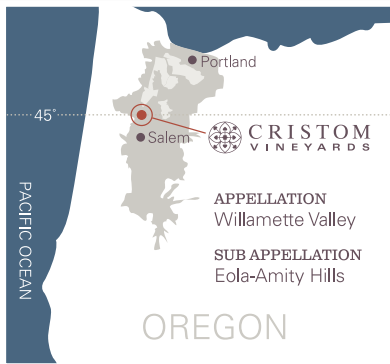 Portland
45°
CRISTOM
VINEYARDS
Salem
APPELLATION
Willamette Valley
PACIFIC OCEAN
SUB APPELLATION
Eola-Amity Hills
OREGON